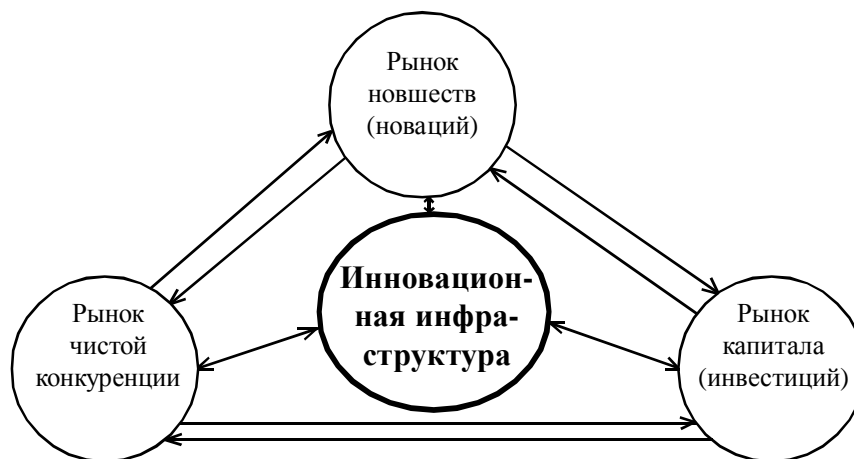 Рынок
новшеств
(новаций)
Инновацион-
ная инфра-
структура
Рынок
чистой
конкуренции
Рынок
капитала
(инвестиций)